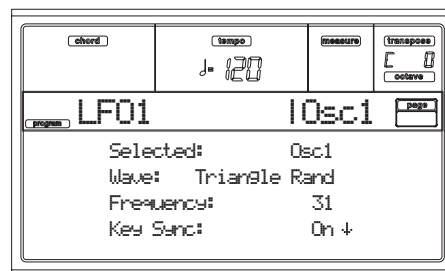 chord tempo measure transpose
♩= 120 C 0
octave
program LFO1 |Osc1 page
Selected: Osc1
Wave: Triangle Rand
Frequency: 31
Key Sync: On ↓